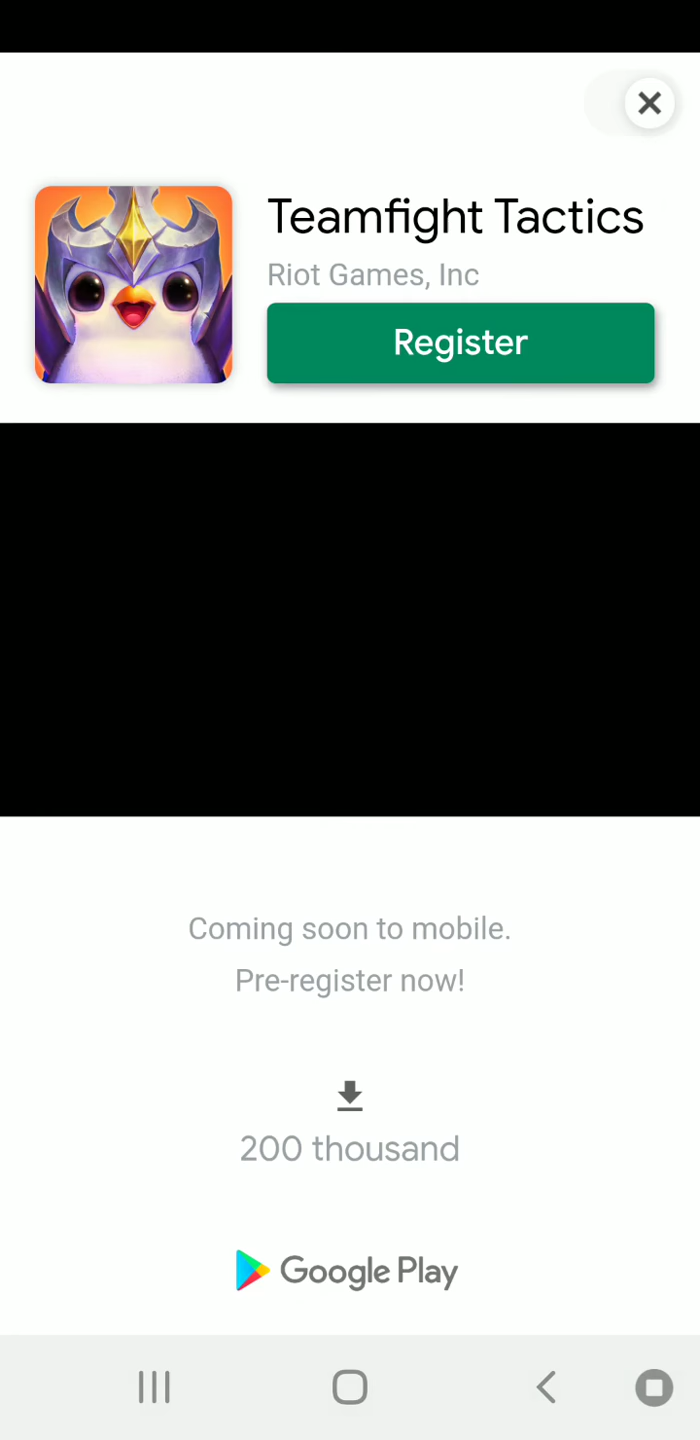 Teamfight Tactics
Riot Games, Inc
Register
Coming soon to mobile.
Pre-register now!
200 thousand
Google Play